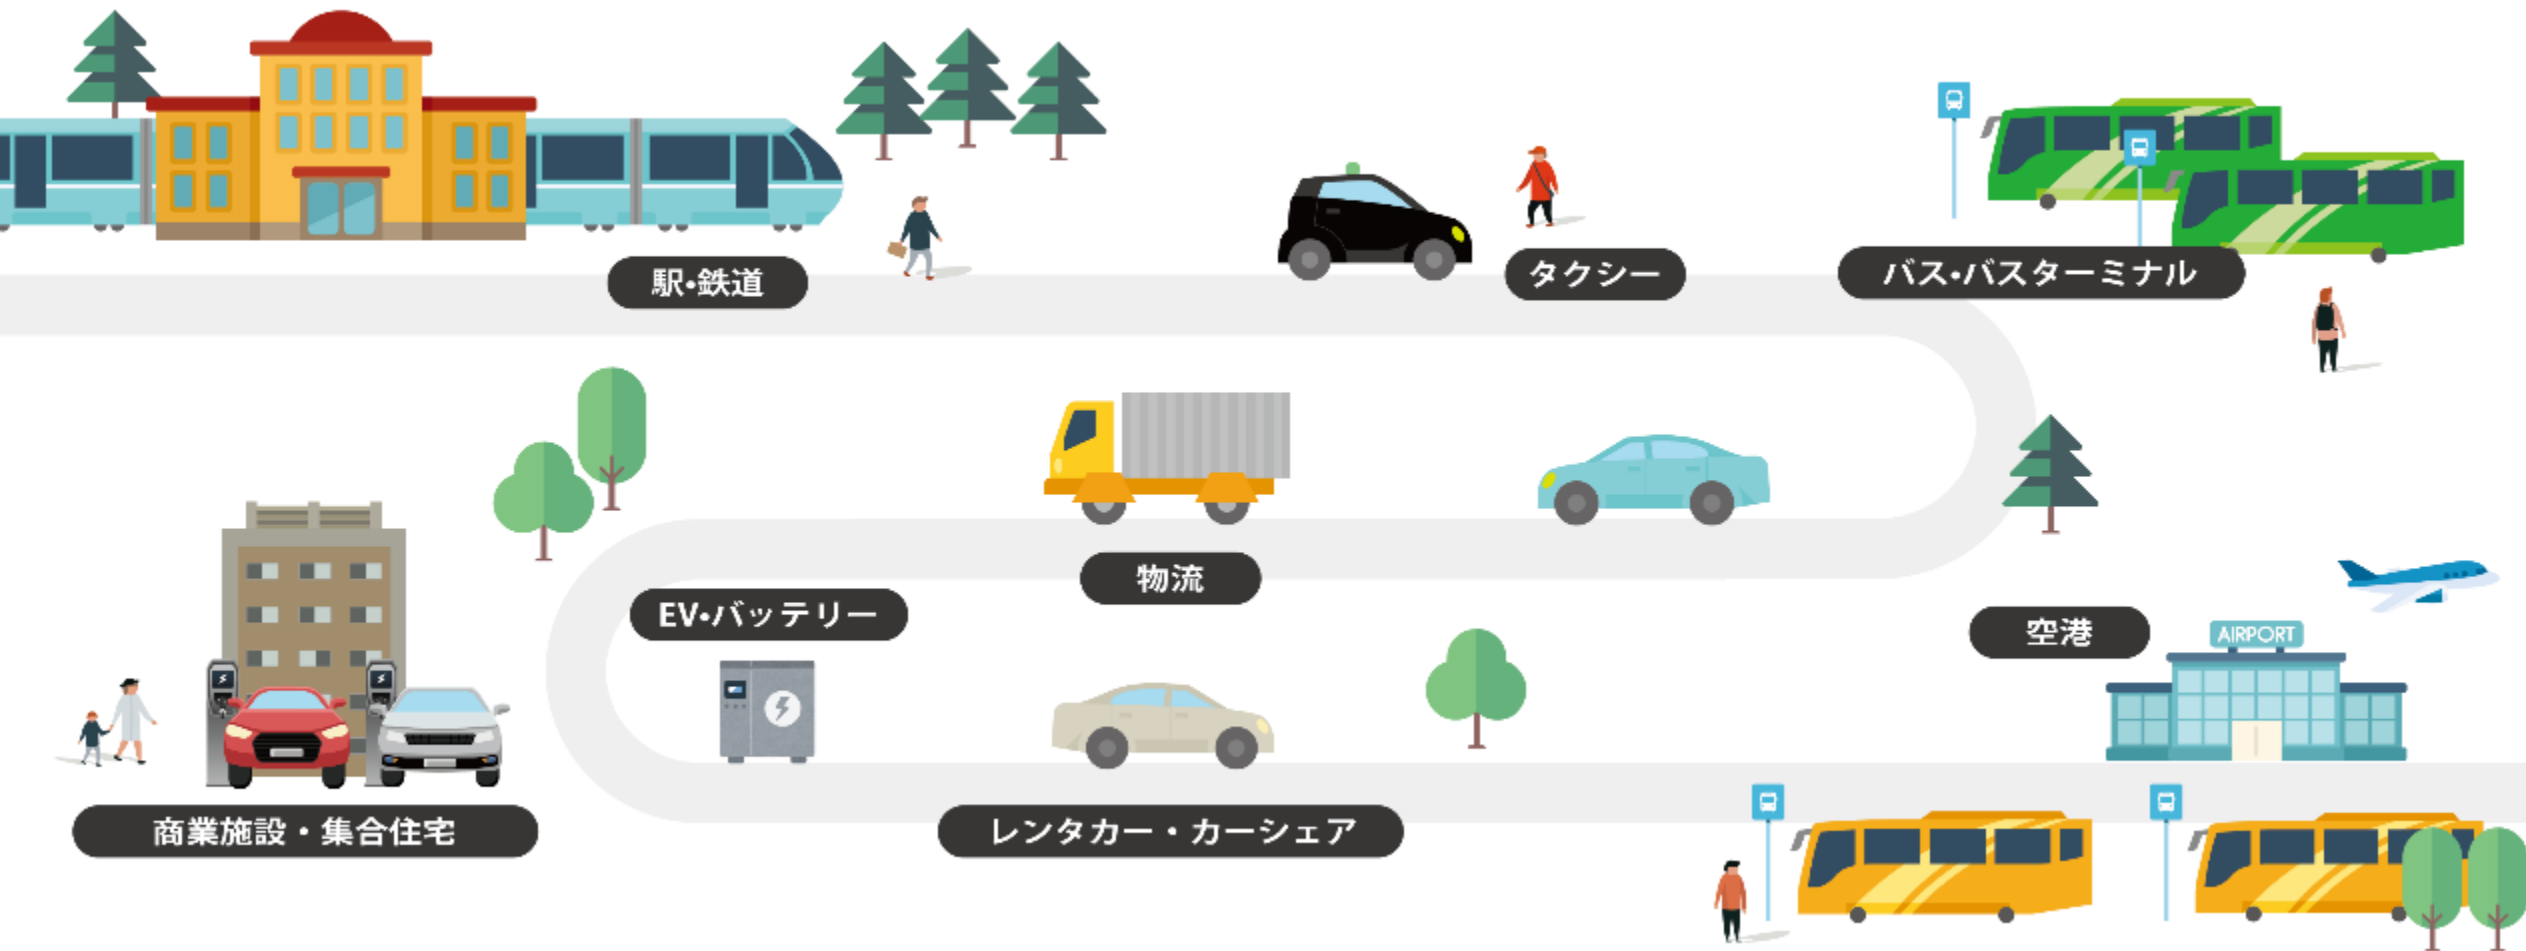 駅・鉄道
タクシー
バス・バスターミナル
物流
EV・バッテリー
空港
AIRPORT
商業施設・集合住宅
レンタカー・カーシェア